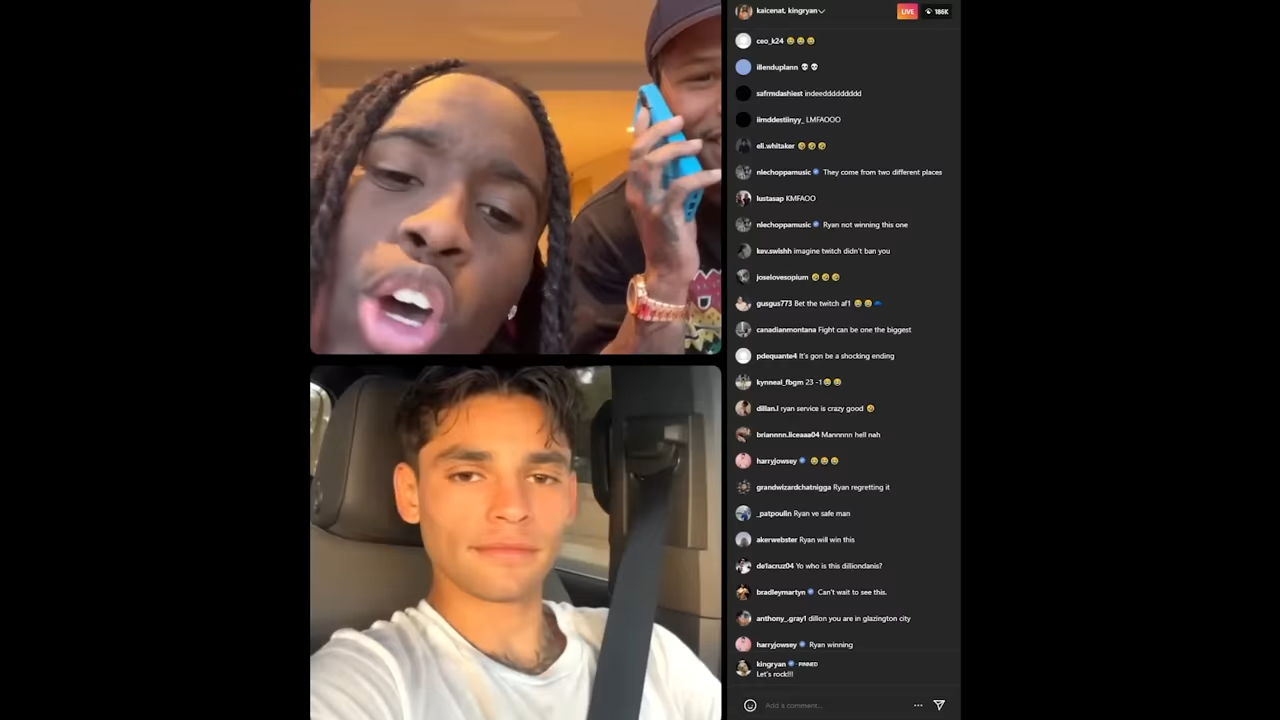 kaicenat, kingryan
LIVE
186K
ceo_k24 😂 😂 😂
illenduplann 💀 💀
safrmdashiest indeeddddddddd
iimddestiinyy_ LMFAOOO
eli.whitaker 🤣 🤣 🤣
nlechoppamusic They come from two different places
lustasap KMFAOO
nlechoppamusic Ryan not winning this one
kev.swishh imagine twitch didn't ban you
joselovesopium 🤣 🤣 🤣
gusgus773 Bet the twitch af1
canadianmontana Fight can be one the biggest
pdequante4 It's gon be a shocking ending
kynneal_fbgm 23 -1😂 😂
dillan.l ryan service is crazy good 🤣
briannnn.liceaaa04 Mannnnn hell nah
harryjowsey 😂 😂 😂
grandwizardchatnigga Ryan regretting it
_patpoulin Ryan ve safe man
akerwebster Ryan will win this
de1acruz04 Yo who is this dilliondanis?
bradleymartyn Can't wait to see this.
anthony_.gray1 dillon you are in glazington city
harryjowsey Ryan winning
kingryan · PINNED
Let's rock!!!
Add a comment...